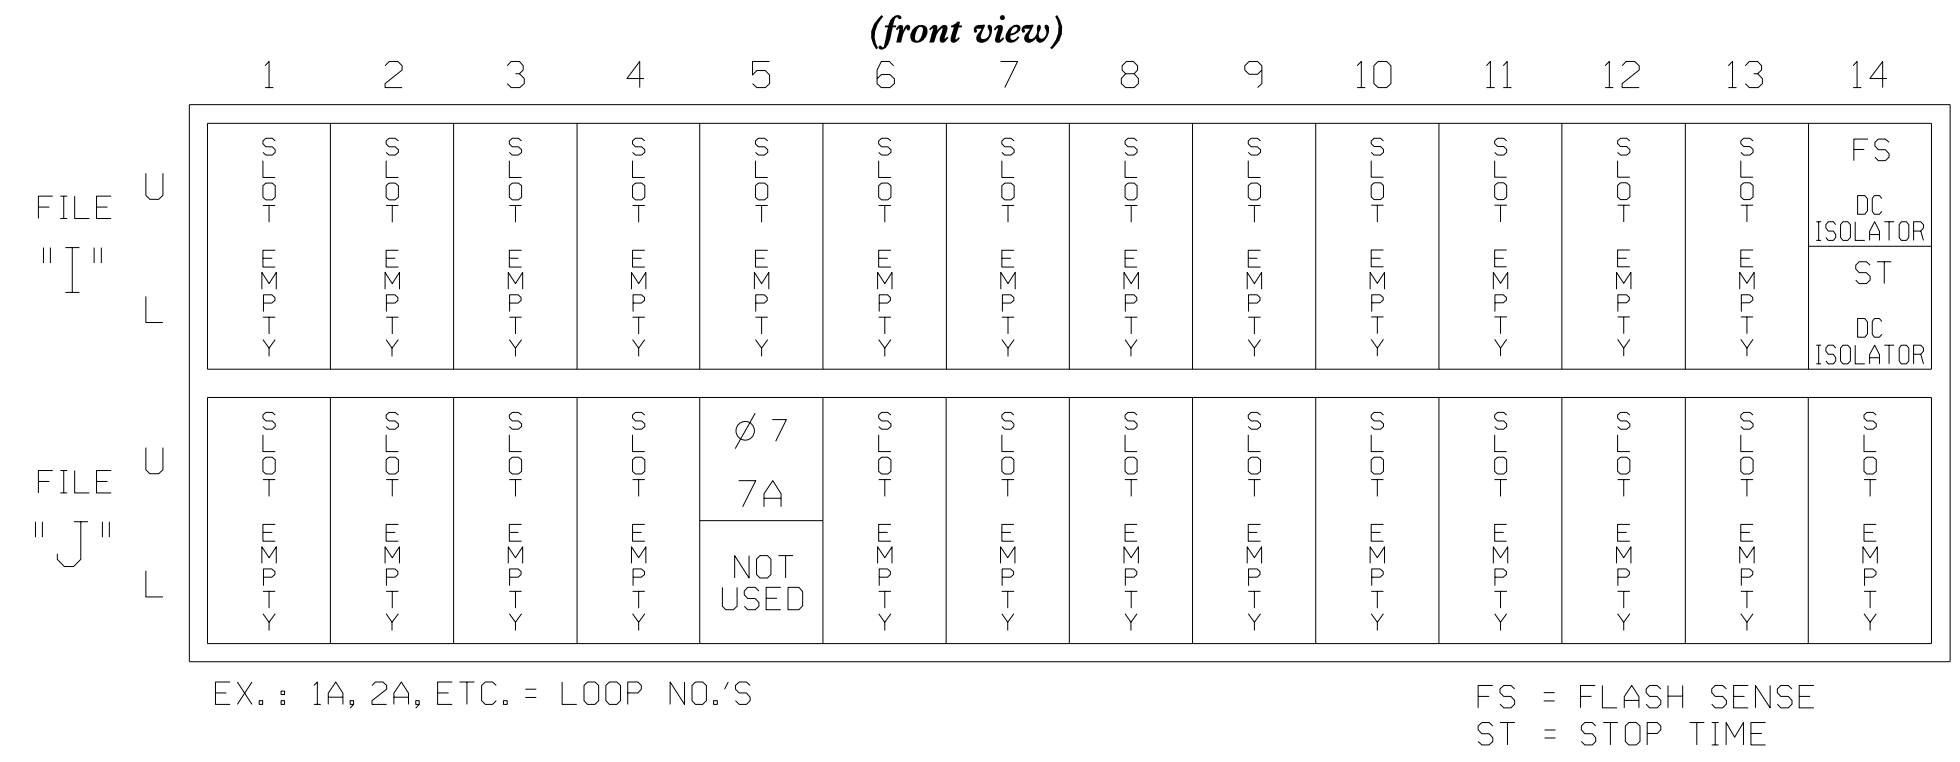 (front view)
1 2 3 4 5 6 7 8 9 10 11 12 13 14
FILE "I"
U
L
SLOT EMPTY
SLOT EMPTY
SLOT EMPTY
SLOT EMPTY
SLOT EMPTY
SLOT EMPTY
SLOT EMPTY
SLOT EMPTY
SLOT EMPTY
SLOT EMPTY
SLOT EMPTY
SLOT EMPTY
SLOT EMPTY
FS
DC
ISOLATOR
ST
DC
ISOLATOR
FILE "J"
U
L
SLOT EMPTY
SLOT EMPTY
SLOT EMPTY
SLOT EMPTY
Ø 7
7A
NOT
USED
SLOT EMPTY
SLOT EMPTY
SLOT EMPTY
SLOT EMPTY
SLOT EMPTY
SLOT EMPTY
SLOT EMPTY
SLOT EMPTY
SLOT EMPTY
EX.: 1A, 2A, ETC. = LOOP NO.'S
FS = FLASH SENSE
ST = STOP TIME